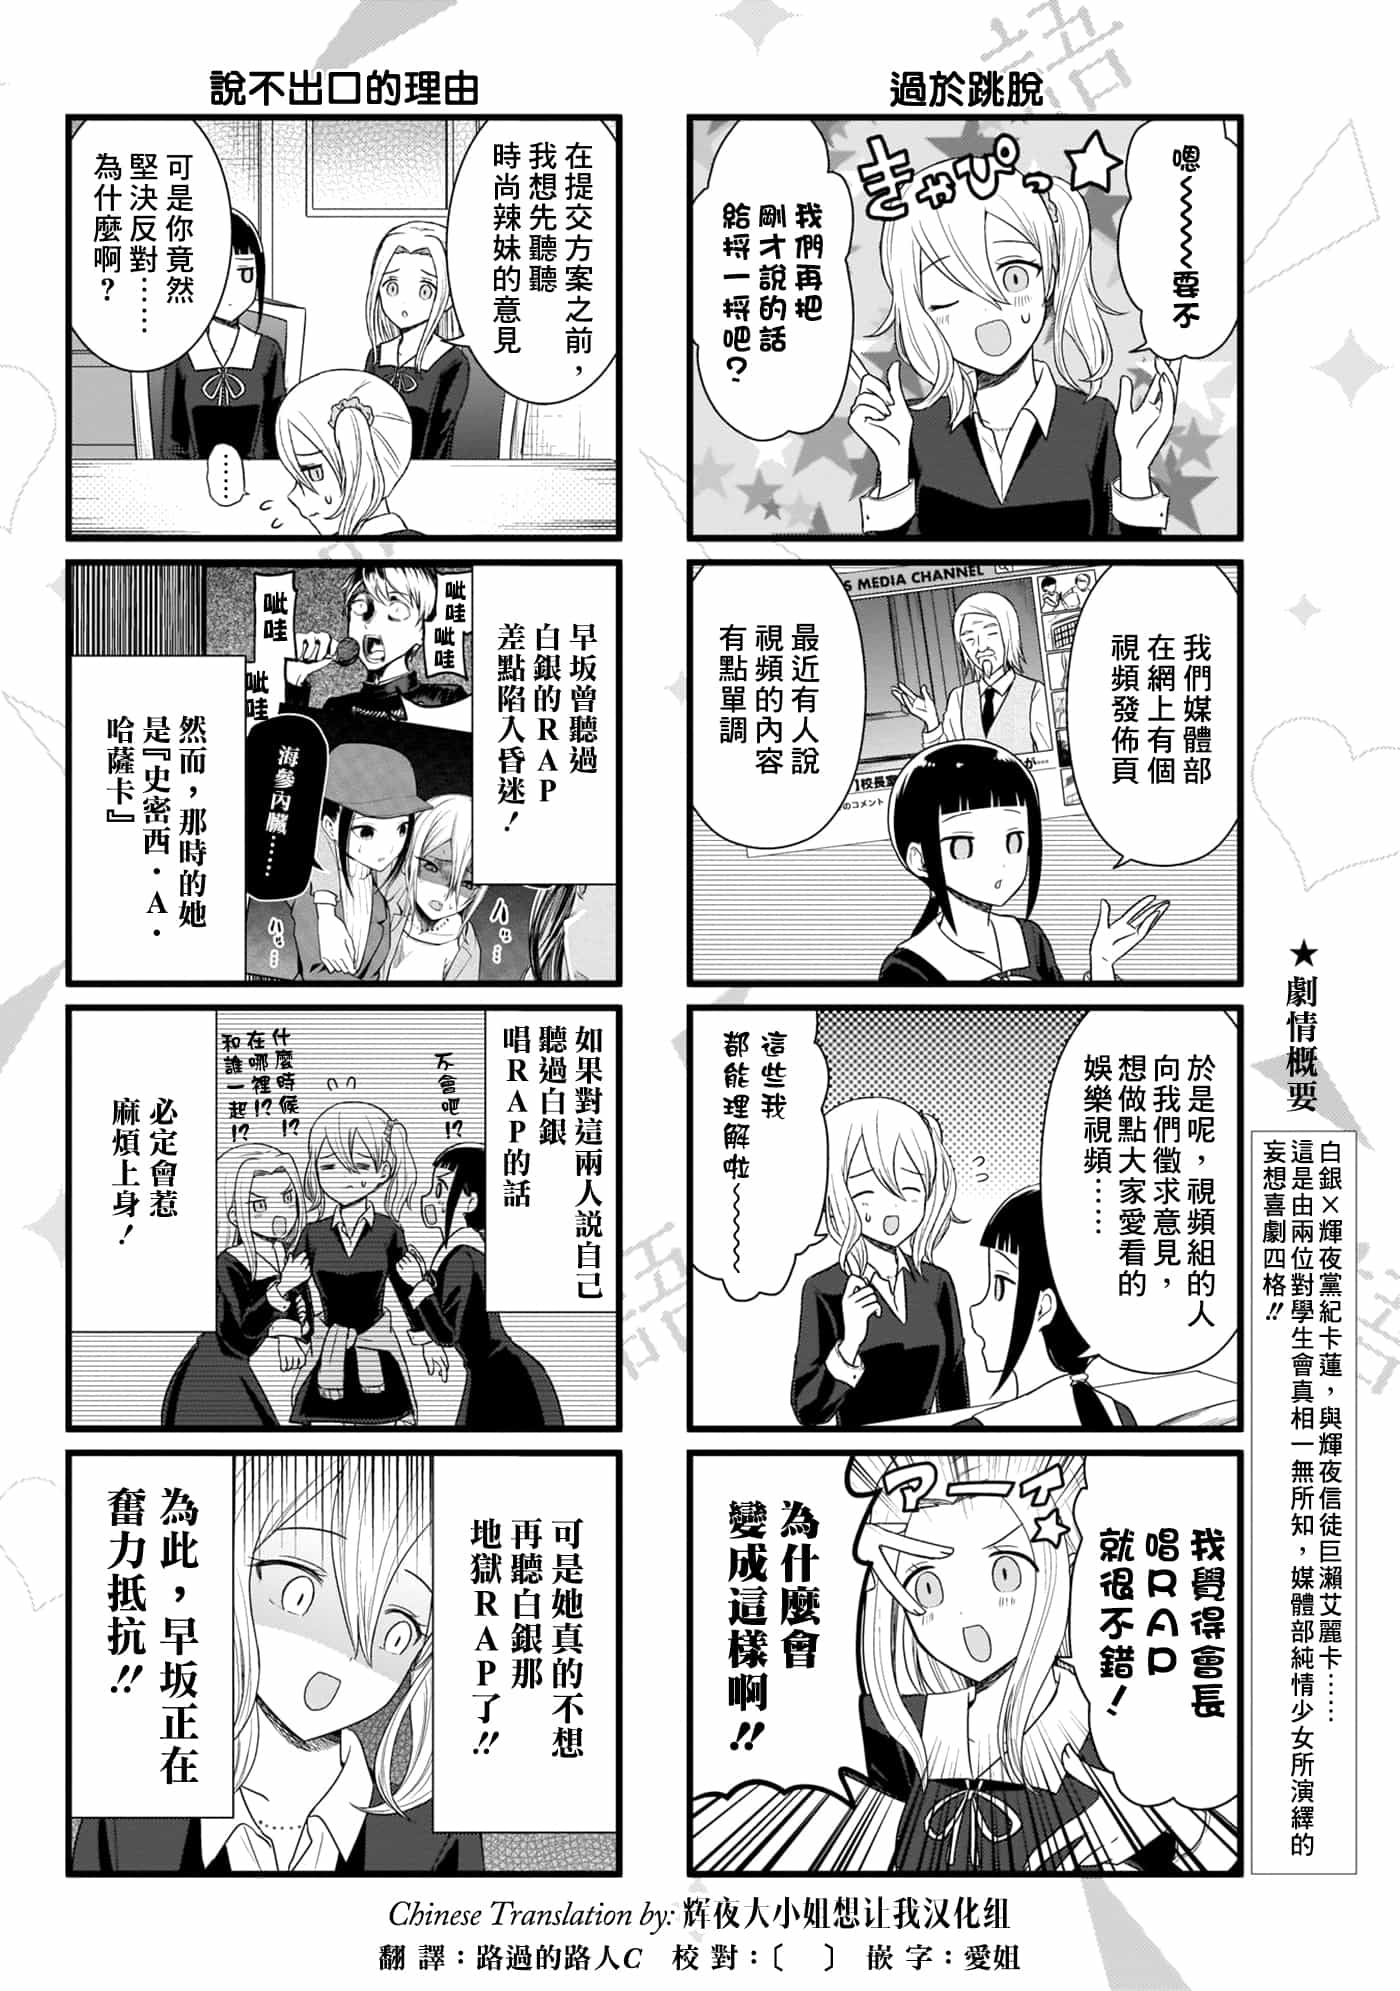 過於跳脫
嗯～～～～要不
きゃぴっ☆
我們再把
剛才說的話
給捋一捋吧？
我們媒體部
在網上有個
視頻發佈頁
S MEDIA CHANNEL
最近有人說
視頻的內容
有點單調
於是呢，視頻組的人
向我們徵求意見，
想做點大家愛看的
娛樂視頻……
這些我
都能理解啦～～～～
我覺得會長
唱RAP
就很不錯！
アーイ☆
為什麼會
變成這樣啊!!
說不出口的理由
在提交方案之前，
我想先聽聽
時尚辣妹的意見
可是你竟然
堅決反對……
為什麼啊？
……
早坂曾聽過
白銀的RAP
差點陷入昏迷！
呲哇
呲哇
呲哇
呲哇
海參內臟……
然而，那時的她
是『史密西·A·
哈薩卡』
如果對這兩人說自己
聽過白銀
唱RAP的話
不會吧!?
什麼時候!?
在哪裡!?
和誰一起!?
必定會惹
麻煩上身！
可是她真的不想
再聽白銀那
地獄RAP了!!
為此，早坂正在
奮力抵抗!!
★劇情概要
白銀×輝夜黨紀卡蓮，與輝夜信徒巨瀨艾麗卡……
這是由兩位對學生會真相一無所知，媒體部純情少女所演繹的
妄想喜劇四格!!
Chinese Translation by: 辉夜大小姐想让我汉化组
翻譯：路過的路人C　校對：〔　〕　嵌字：愛姐